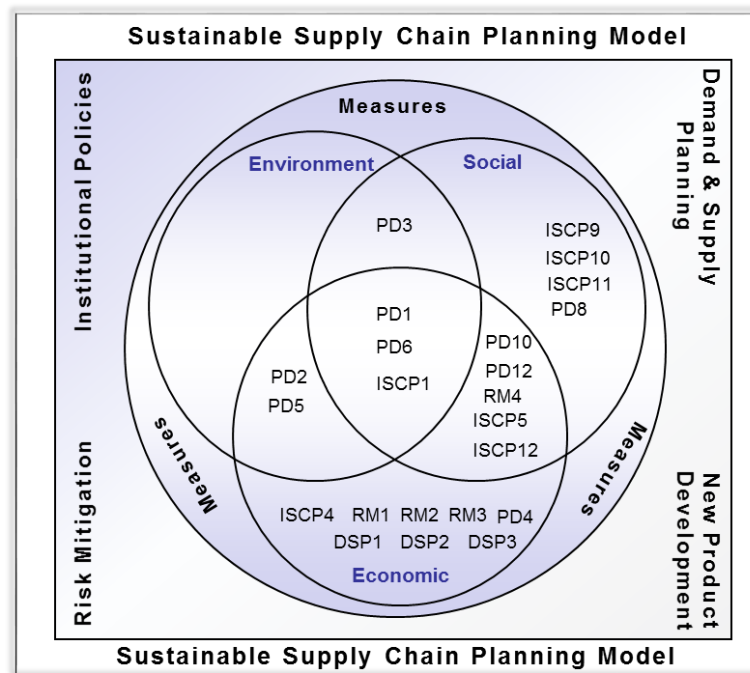 Sustainable Supply Chain Planning Model
Institutional Policies
Demand & Supply
Planning
Measures
Environment
Social
PD3
ISCP9
ISCP10
ISCP11
PD8
PD1
PD6
ISCP1
PD2
PD5
PD10
PD12
RM4
ISCP5
ISCP12
Measures
Measures
Risk Mitigation
New Product
Development
ISCP4 RM1 RM2 RM3 PD4
DSP1 DSP2 DSP3
Economic
Sustainable Supply Chain Planning Model